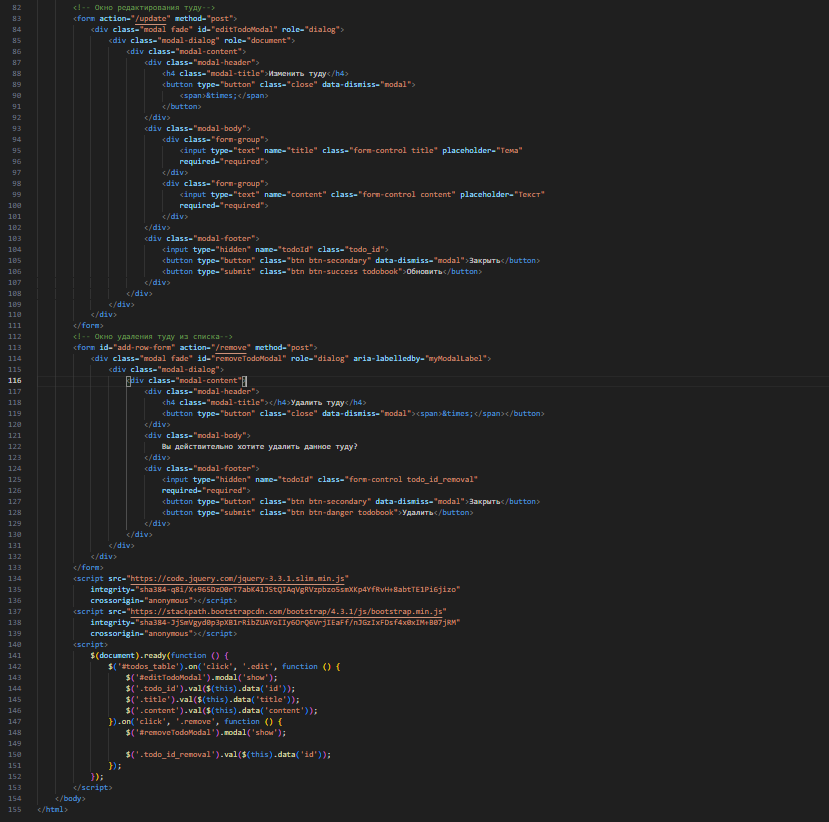 82 <!-- Окно редактирования туду-->
83 <form action="/update" method="post">
84 <div class="modal fade" id="editTodoModal" role="dialog">
85 <div class="modal-dialog" role="document">
86 <div class="modal-content">
87 <div class="modal-header">
88 <h4 class="modal-title">Изменить туду</h4>
89 <button type="button" class="close" data-dismiss="modal">
90 <span>&times;</span>
91 </button>
92 </div>
93 <div class="modal-body">
94 <div class="form-group">
95 <input type="text" name="title" class="form-control title" placeholder="Тема"
96 required="required">
97 </div>
98 <div class="form-group">
99 <input type="text" name="content" class="form-control content" placeholder="Текст"
100 required="required">
101 </div>
102 </div>
103 <div class="modal-footer">
104 <input type="hidden" name="todoId" class="todo_id">
105 <button type="button" class="btn btn-secondary" data-dismiss="modal">Закрыть</button>
106 <button type="submit" class="btn btn-success todobook">Обновить</button>
107 </div>
108 </div>
109 </div>
110 </div>
111 </form>
112 <!-- Окно удаления туду из списка-->
113 <form id="add-row-form" action="/remove" method="post">
114 <div class="modal fade" id="removeTodoModal" role="dialog" aria-labelledby="myModalLabel">
115 <div class="modal-dialog">
116 <div class="modal-content">
117 <div class="modal-header">
118 <h4 class="modal-title"></h4>Удалить туду</h4>
119 <button type="button" class="close" data-dismiss="modal"><span>&times;</span></button>
120 </div>
121 <div class="modal-body">
122 Вы действительно хотите удалить данное туду?
123 </div>
124 <div class="modal-footer">
125 <input type="hidden" name="todoId" class="form-control todo_id_removal"
126 required="required">
127 <button type="button" class="btn btn-secondary" data-dismiss="modal">Закрыть</button>
128 <button type="submit" class="btn btn-danger todobook">Удалить</button>
129 </div>
130 </div>
131 </div>
132 </div>
133 </form>
134 <script src="https://code.jquery.com/jquery-3.3.1.slim.min.js"
135 integrity="sha384-q8i/X+965DzO0rT7abK41JStQIAqVgRVzpbzo5smXKp4YfRvH+8abtTE1Pi6jizo"
136 crossorigin="anonymous"></script>
137 <script src="https://stackpath.bootstrapcdn.com/bootstrap/4.3.1/js/bootstrap.min.js"
138 integrity="sha384-JjSmVgyd0p3pXB1rRibZUAYoIIy6OrQ6VrjIEaFf/nJGzIxFDsf4x0xIM+B07jRM"
139 crossorigin="anonymous"></script>
140 <script>
141 $(document).ready(function () {
142 $('#todos_table').on('click', '.edit', function () {
143 $('#editTodoModal').modal('show');
144 $('.todo_id').val($(this).data('id'));
145 $('.title').val($(this).data('title'));
146 $('.content').val($(this).data('content'));
147 }).on('click', '.remove', function () {
148 $('#removeTodoModal').modal('show');
149
150 $('.todo_id_removal').val($(this).data('id'));
151 });
152 });
153 </script>
154 </body>
155 </html>